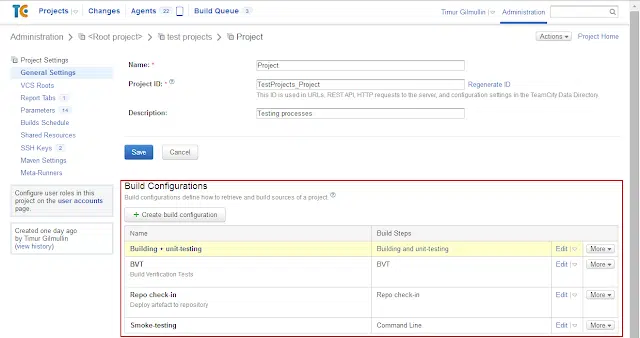 TC Projects Changes Agents 22 Build Queue 3 Timur Gilmullin Administration
Administration > <Root project> > test projects > Project Actions Project Home
Project Settings
General Settings
VCS Roots
Report Tabs 1
Parameters 14
Builds Schedule
Shared Resources
SSH Keys 2
Maven Settings
Meta-Runners
Configure user roles in this
project on the user accounts
page.
Created one day ago
by Timur Gilmullin
(view history)
Name: * Project
Project ID: * TestProjects_Project Regenerate ID
This ID is used in URLs, REST API, HTTP requests to the server, and configuration settings in the TeamCity Data Directory.
Description: Testing processes
Save Cancel
Build Configurations
Build configurations define how to retrieve and build sources of a project.
+ Create build configuration
Name Build Steps
Building + unit-testing Building and unit-testing Edit More
BVT BVT Edit More
Build Verification Tests
Repo check-in Repo check-in Edit More
Deploy artefact to repository
Smoke-testing Command Line Edit More